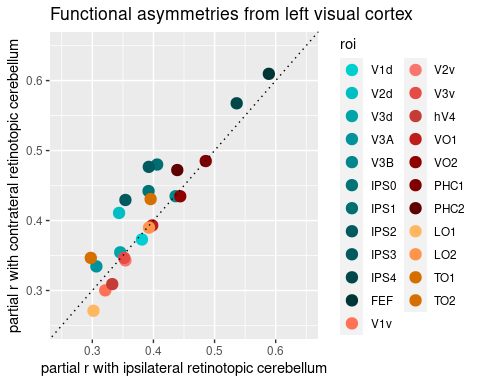 Functional asymmetries from left visual cortex
partial r with contralateral retinotopic cerebellum
0.6
0.5
0.4
0.3
0.3
0.4
0.5
0.6
partial r with ipsilateral retinotopic cerebellum
roi
V1d
V2d
V3d
V3A
V3B
IPS0
IPS1
IPS2
IPS3
IPS4
FEF
V1v
V2v
V3v
hV4
VO1
VO2
PHC1
PHC2
LO1
LO2
TO1
TO2